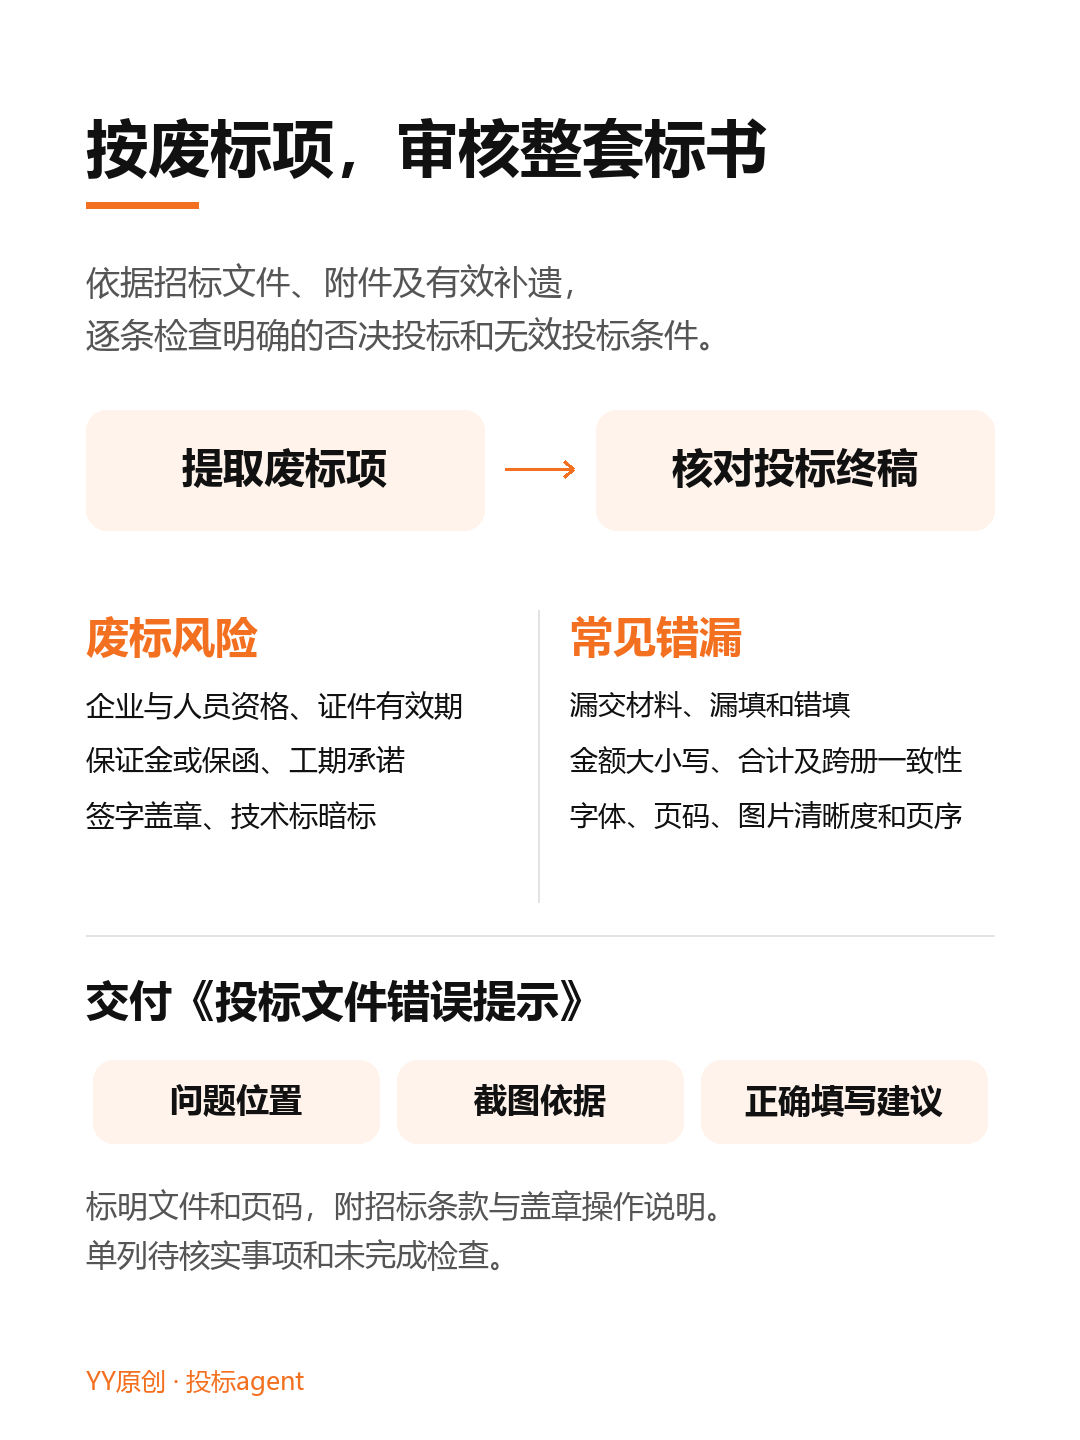 按废标项，审核整套标书
依据招标文件、附件及有效补遗，
逐条检查明确的否决投标和无效投标条件。
提取废标项
核对投标终稿
废标风险
企业与人员资格、证件有效期
保证金或保函、工期承诺
签字盖章、技术标暗标
常见错漏
漏交材料、漏填和错填
金额大小写、合计及跨册一致性
字体、页码、图片清晰度和页序
交付《投标文件错误提示》
问题位置
截图依据
正确填写建议
标明文件和页码，附招标条款与盖章操作说明。
单列待核实事项和未完成检查。
YY原创 · 投标agent